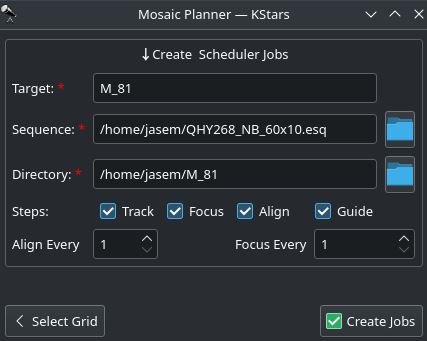 Mosaic Planner — KStars
↓Create Scheduler Jobs
Target: * M_81
Sequence: * /home/jasem/QHY268_NB_60x10.esq
Directory: * /home/jasem/M_81
Steps: Track Focus Align Guide
Align Every 1 Focus Every 1
Select Grid Create Jobs